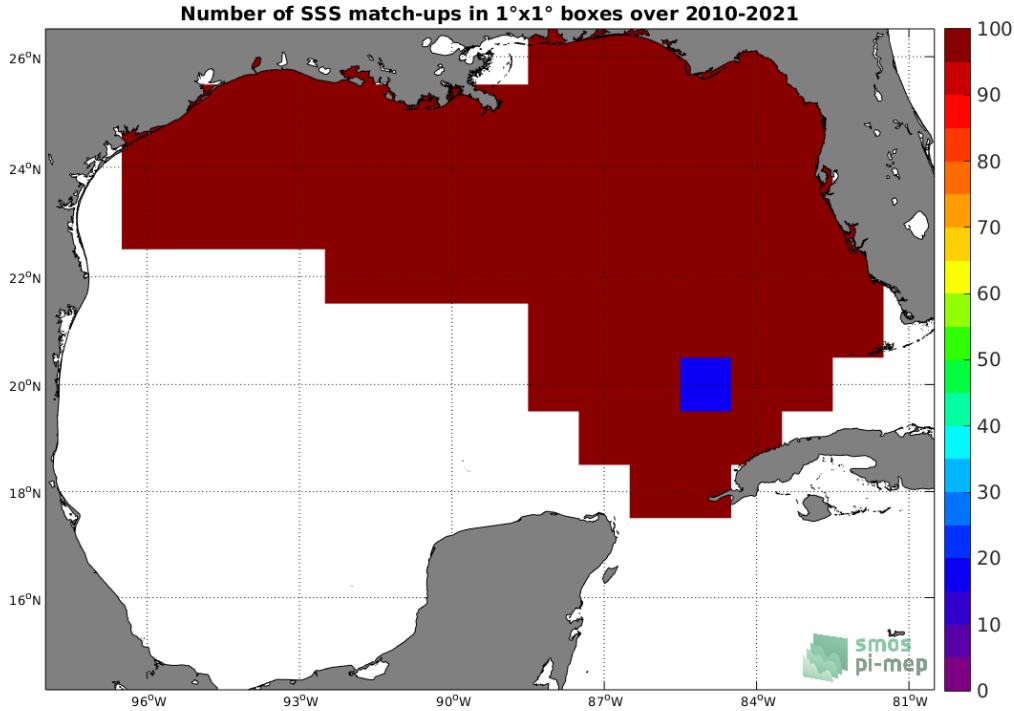 Number of SSS match-ups in 1°x1° boxes over 2010-2021
26°N
24°N
22°N
20°N
18°N
16°N
96°W
93°W
90°W
87°W
84°W
81°W
100
90
80
70
60
50
40
30
20
10
0
smos
pi-mep